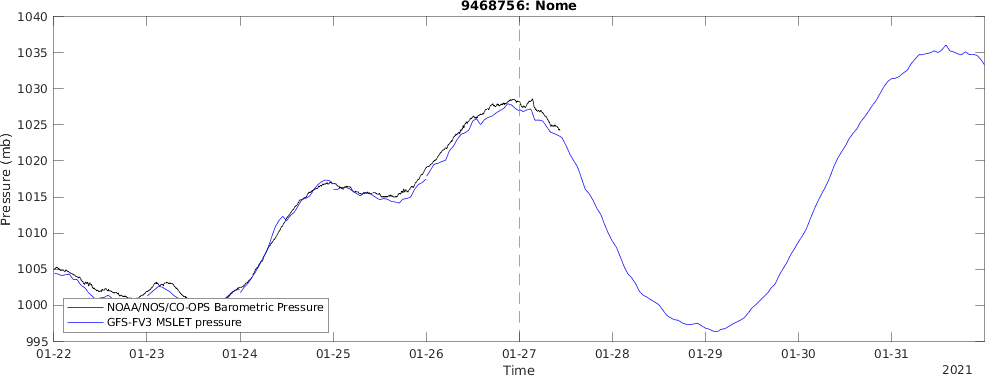 9468756: Nome
1040
1035
1030
1025
1020
1015
1010
1005
1000
995
Pressure (mb)
NOAA/NOS/CO-OPS Barometric Pressure
GFS-FV3 MSLET pressure
01-22 01-23 01-24 01-25 01-26 01-27 01-28 01-29 01-30 01-31
Time
2021